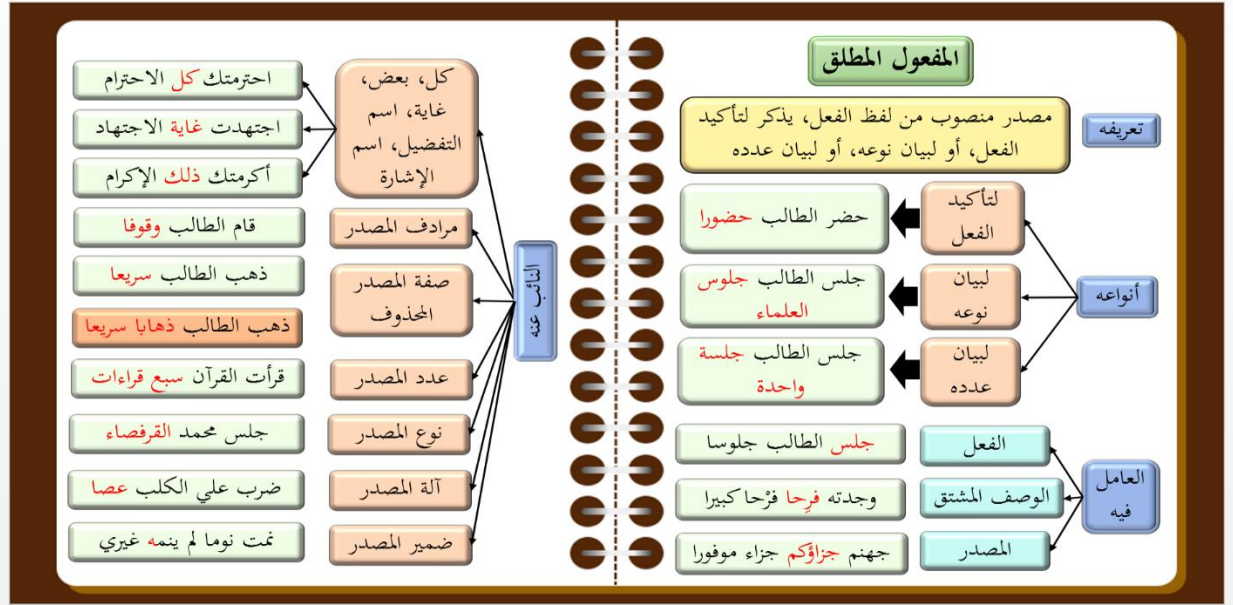 المفعول المطلق
تعريفه
مصدر منصوب من لفظ الفعل، يذكر لتأكيد
الفعل، أو لبيان نوعه، أو لبيان عدده
أنواعه
لتأكيد
الفعل
حضر الطالب حضورا
لبيان
نوعه
جلس الطالب جلوس
العلماء
لبيان
عدده
جلس الطالب جلسة
واحدة
العامل
فيه
الفعل
جلس الطالب جلوسا
الوصف المشتق
وجدته فرِحا فرْحا كبيرا
المصدر
جهنم جزاؤكم جزاء موفورا
النائب عنه
كل، بعض،
غاية، اسم
التفضيل، اسم
الإشارة
احترمتك كل الاحترام
اجتهدت غاية الاجتهاد
أكرمتك ذلك الإكرام
مرادف المصدر
قام الطالب وقوفا
صفة المصدر
المحذوف
ذهب الطالب سريعا
ذهب الطالب ذهابا سريعا
عدد المصدر
قرأت القرآن سبع قراءات
نوع المصدر
جلس محمد القرفصاء
آلة المصدر
ضرب علي الكلب عصا
ضمير المصدر
نمت نوما لم ينمه غيري